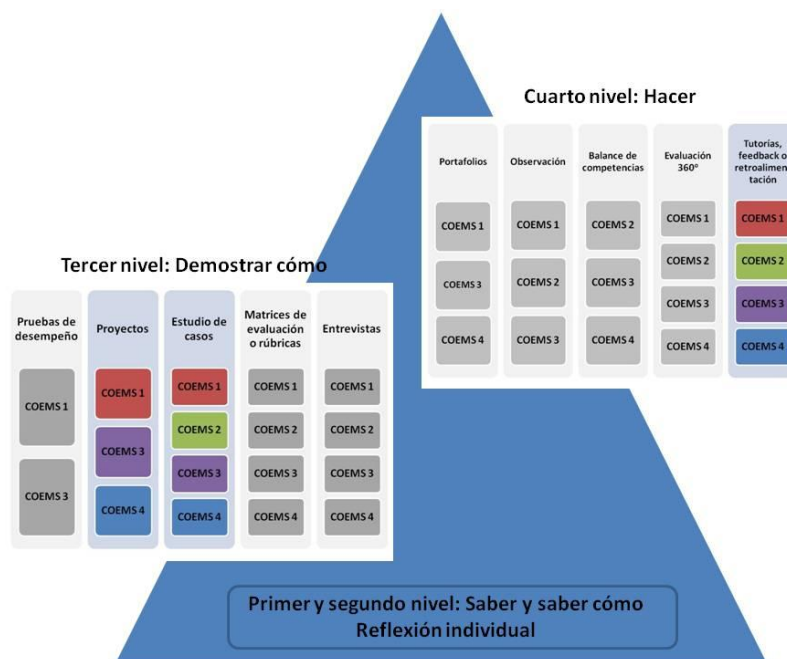 Cuarto nivel: Hacer
Portafolios
COEMS 1
COEMS 3
COEMS 4
Observación
COEMS 1
COEMS 2
COEMS 3
Balance de
competencias
COEMS 2
COEMS 3
COEMS 4
Evaluación
360º
COEMS 1
COEMS 2
COEMS 3
COEMS 4
Tutorías,
feedback o
retroalimen
tación
COEMS 1
COEMS 2
COEMS 3
COEMS 4
Tercer nivel: Demostrar cómo
Pruebas de
desempeño
COEMS 1
COEMS 3
Proyectos
COEMS 1
COEMS 3
COEMS 4
Estudio de
casos
COEMS 1
COEMS 2
COEMS 3
COEMS 4
Matrices de
evaluación
o rúbricas
COEMS 1
COEMS 2
COEMS 3
COEMS 4
Entrevistas
COEMS 1
COEMS 2
COEMS 3
COEMS 4
Primer y segundo nivel: Saber y saber cómo
Reflexión individual